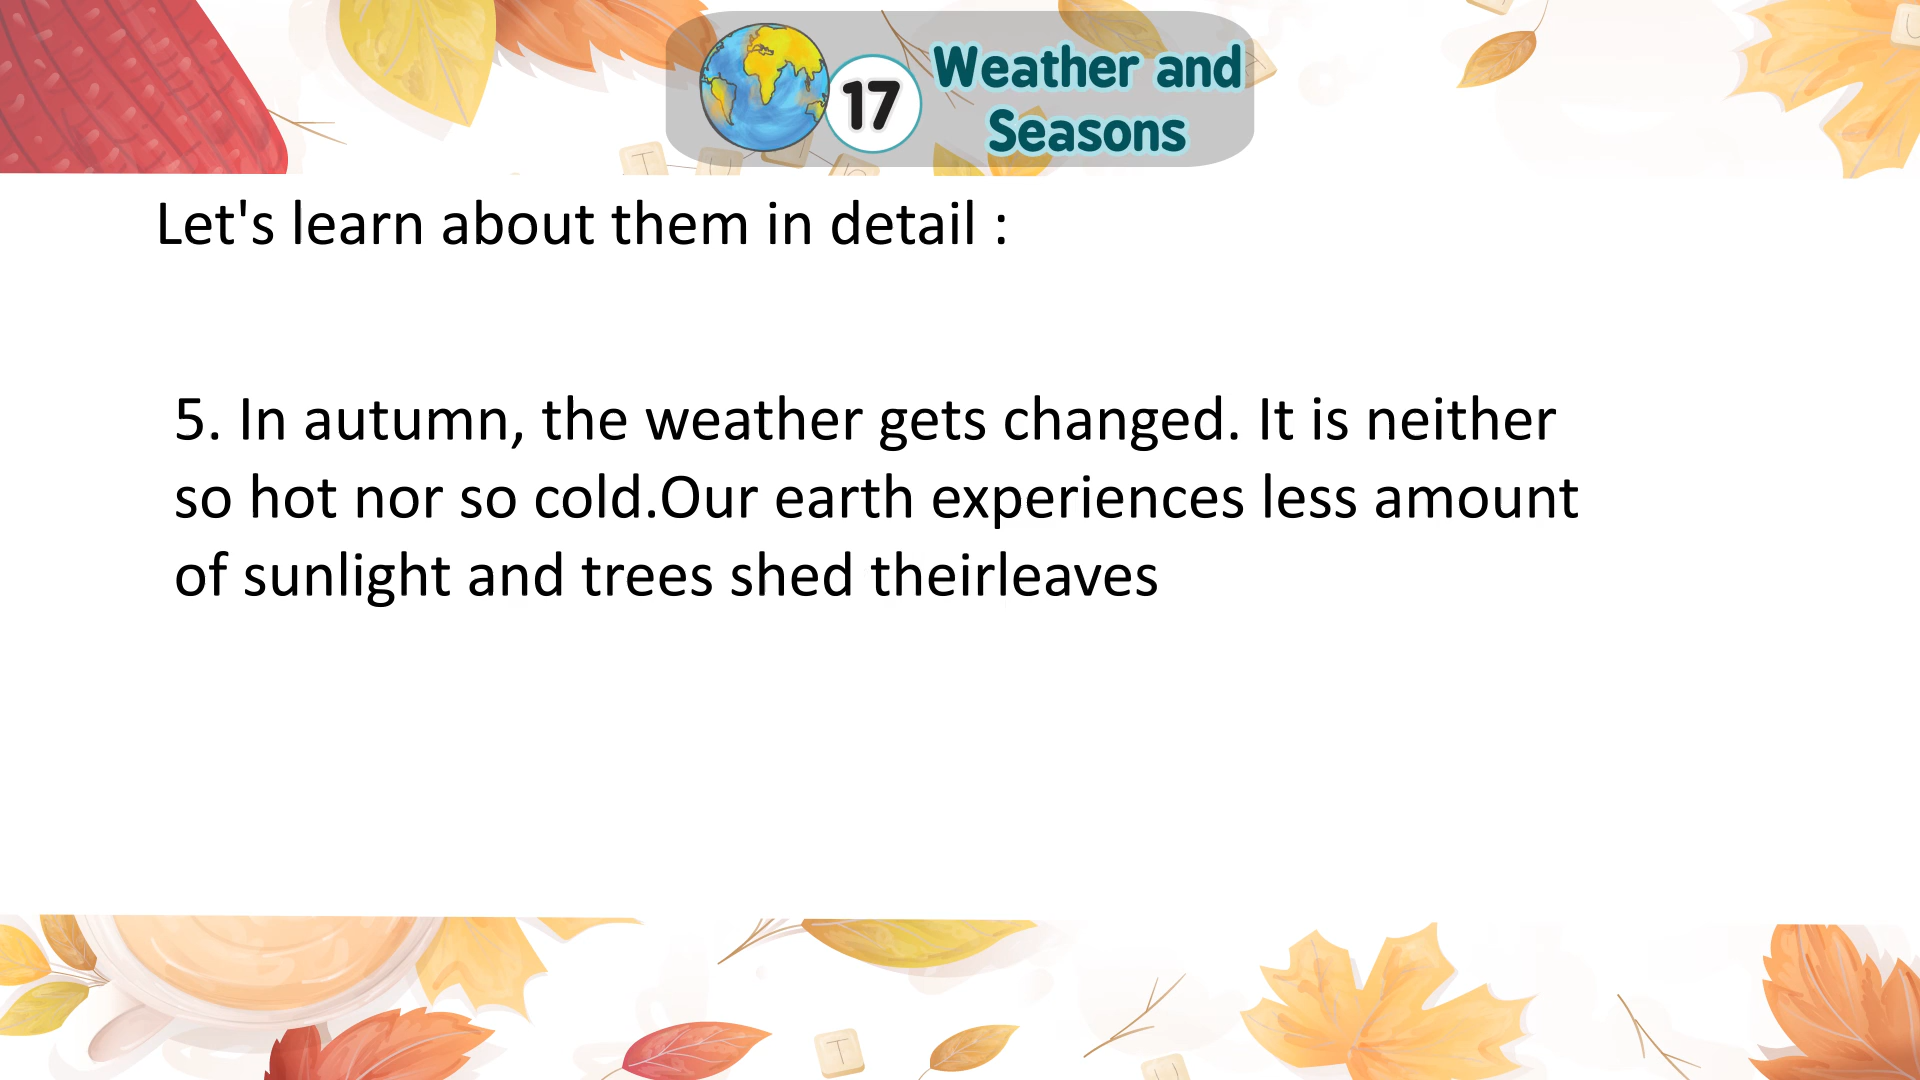 17
Weather and
Seasons
Let's learn about them in detail :
5. In autumn, the weather gets changed. It is neither
so hot nor so cold.Our earth experiences less amount
of sunlight and trees shed theirleaves
T